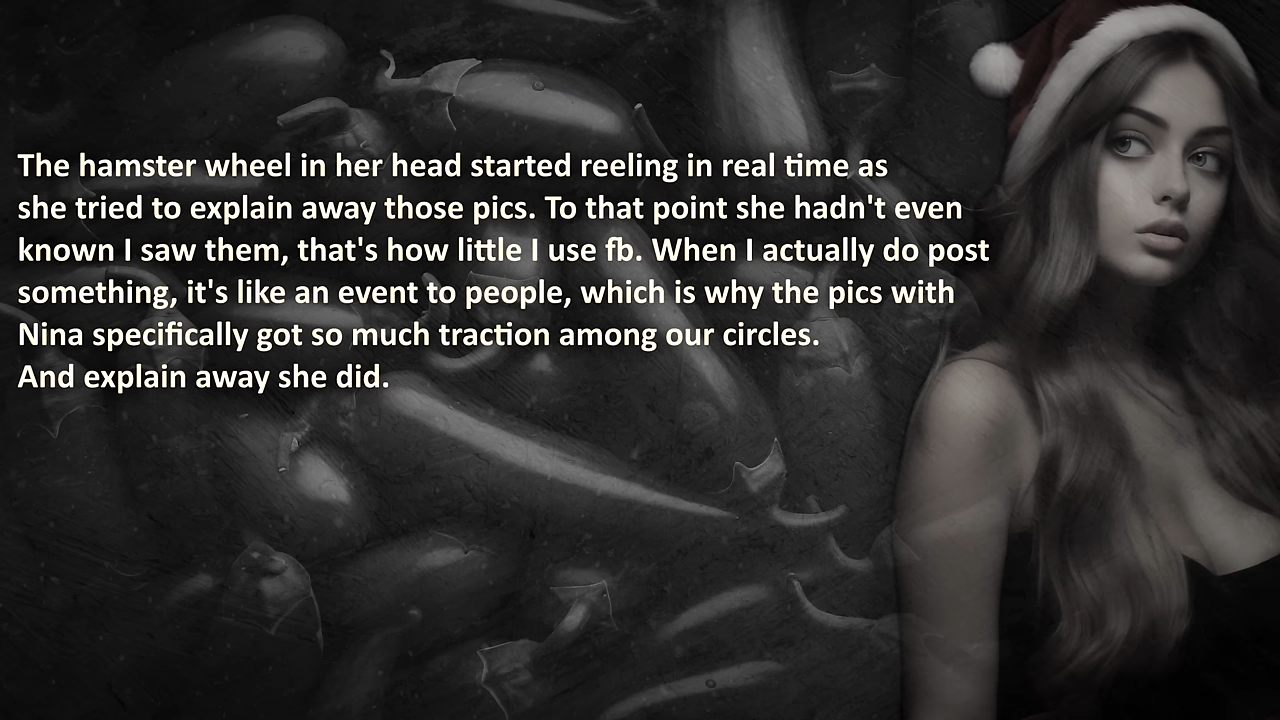 The hamster wheel in her head started reeling in real time as
she tried to explain away those pics. To that point she hadn't even
known I saw them, that's how little I use fb. When I actually do post
something, it's like an event to people, which is why the pics with
Nina specifically got so much traction among our circles.
And explain away she did.